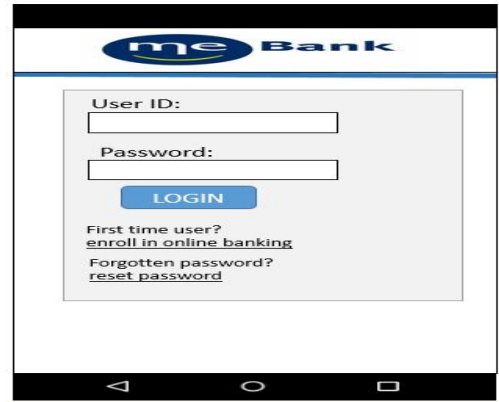 me Bank
User ID:
Password:
LOGIN
First time user?
enroll in online banking
Forgotten password?
reset password